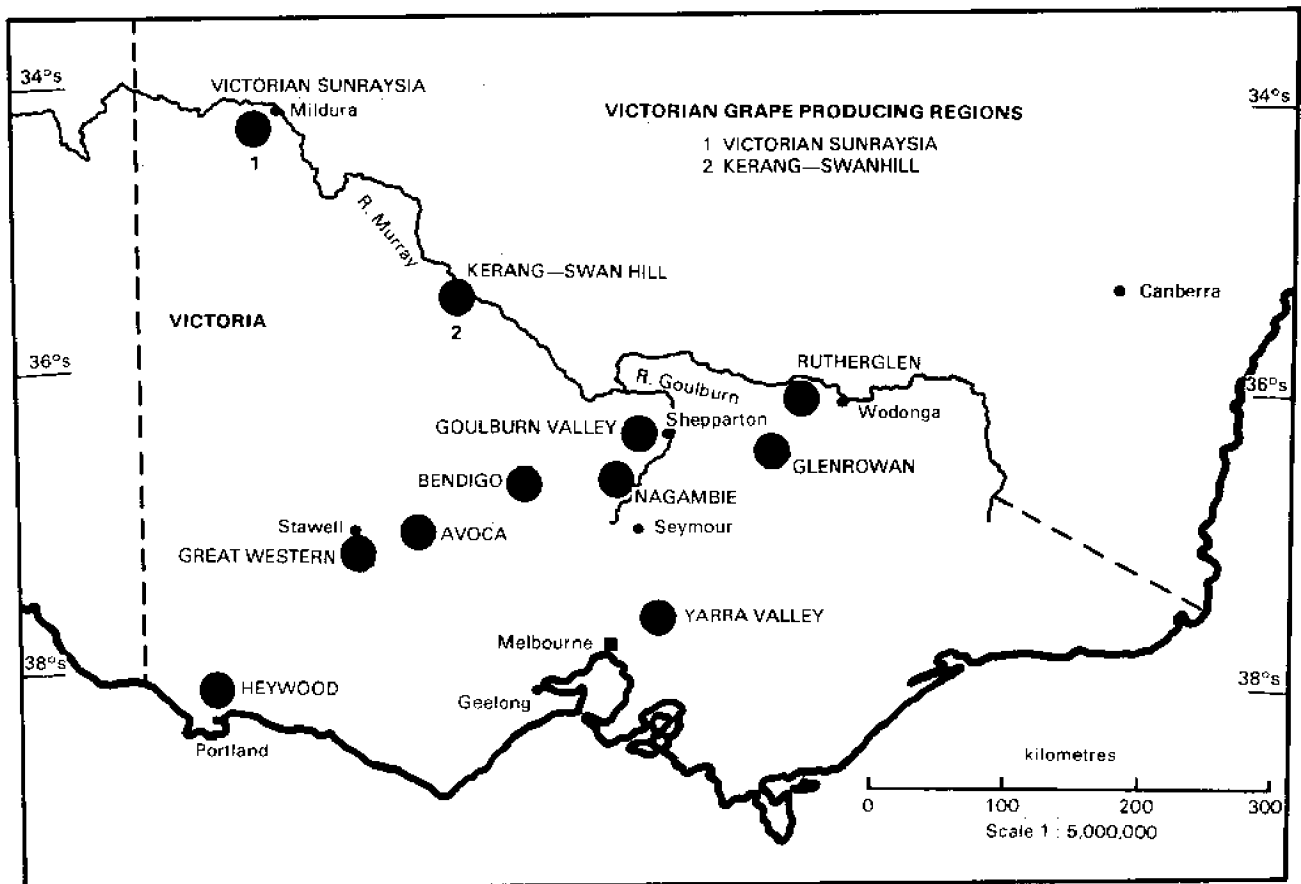 34°s
VICTORIAN SUNRAYSIA
Mildura
1
VICTORIAN GRAPE PRODUCING REGIONS
1 VICTORIAN SUNRAYSIA
2 KERANG—SWANHILL
34°s
R. Murray
KERANG—SWAN HILL
2
Canberra
VICTORIA
36°s
RUTHERGLEN
R. Goulburn
36°s
Wodonga
GOULBURN VALLEY
Shepparton
GLENROWAN
BENDIGO
NAGAMBIE
Stawell
AVOCA
Seymour
GREAT WESTERN
YARRA VALLEY
Melbourne
38°s
HEYWOOD
Geelong
38°s
Portland
kilometres
0 100 200 300
Scale 1 : 5,000,000